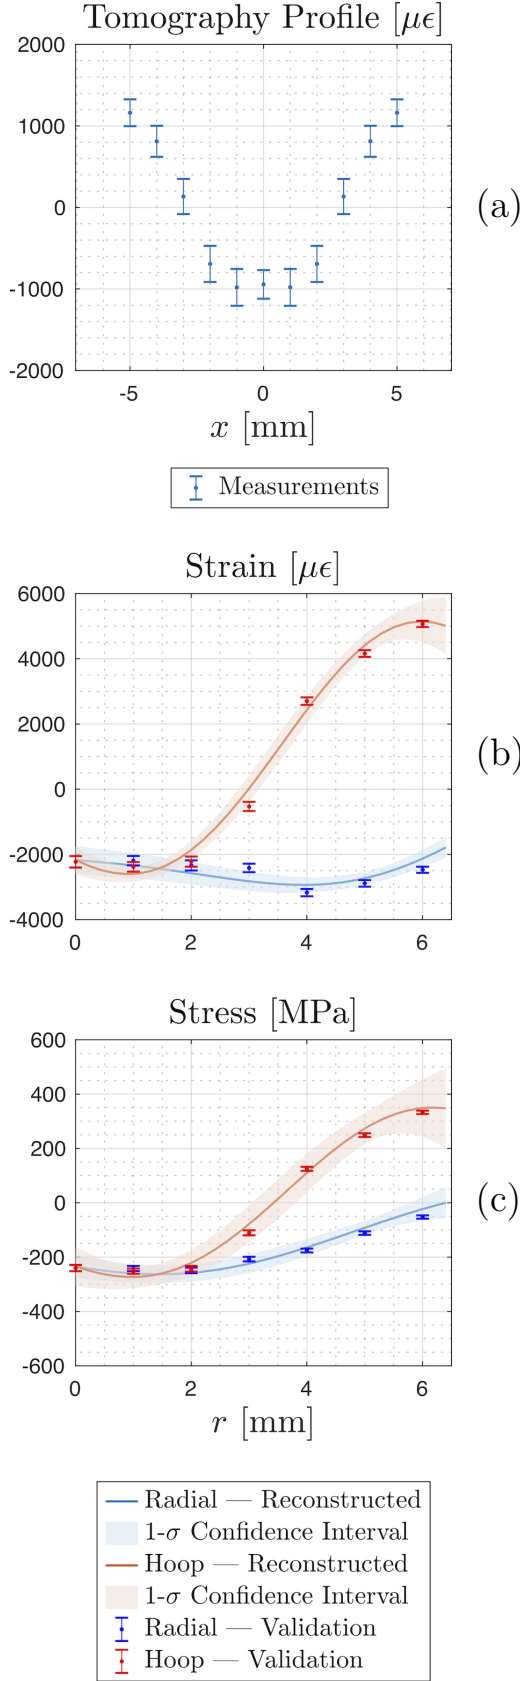 Tomography Profile [μϵ]
2000
1000
0
-1000
-2000
-5
0
5
x [mm]
(a)
Measurements
Strain [μϵ]
6000
4000
2000
0
-2000
-4000
0
2
4
6
(b)
Stress [MPa]
600
400
200
0
-200
-400
-600
0
2
4
6
r [mm]
(c)
Radial — Reconstructed
1-σ Confidence Interval
Hoop — Reconstructed
1-σ Confidence Interval
Radial — Validation
Hoop — Validation